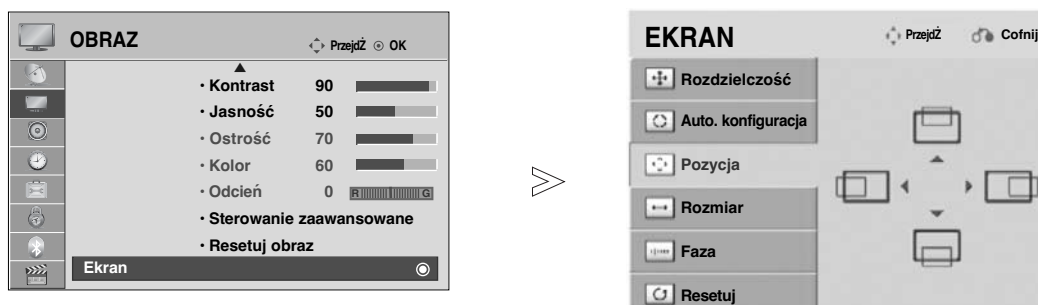 OBRAZ
PrzejdŹ
OK
• Kontrast 90
• Jasność 50
• Ostrość 70
• Kolor 60
• Odcień 0 R G
• Sterowanie zaawansowane
• Resetuj obraz
Ekran
EKRAN
PrzejdŹ
Cofnij
Rozdzielczość
Auto. konfiguracja
Pozycja
Rozmiar
Faza
Resetuj